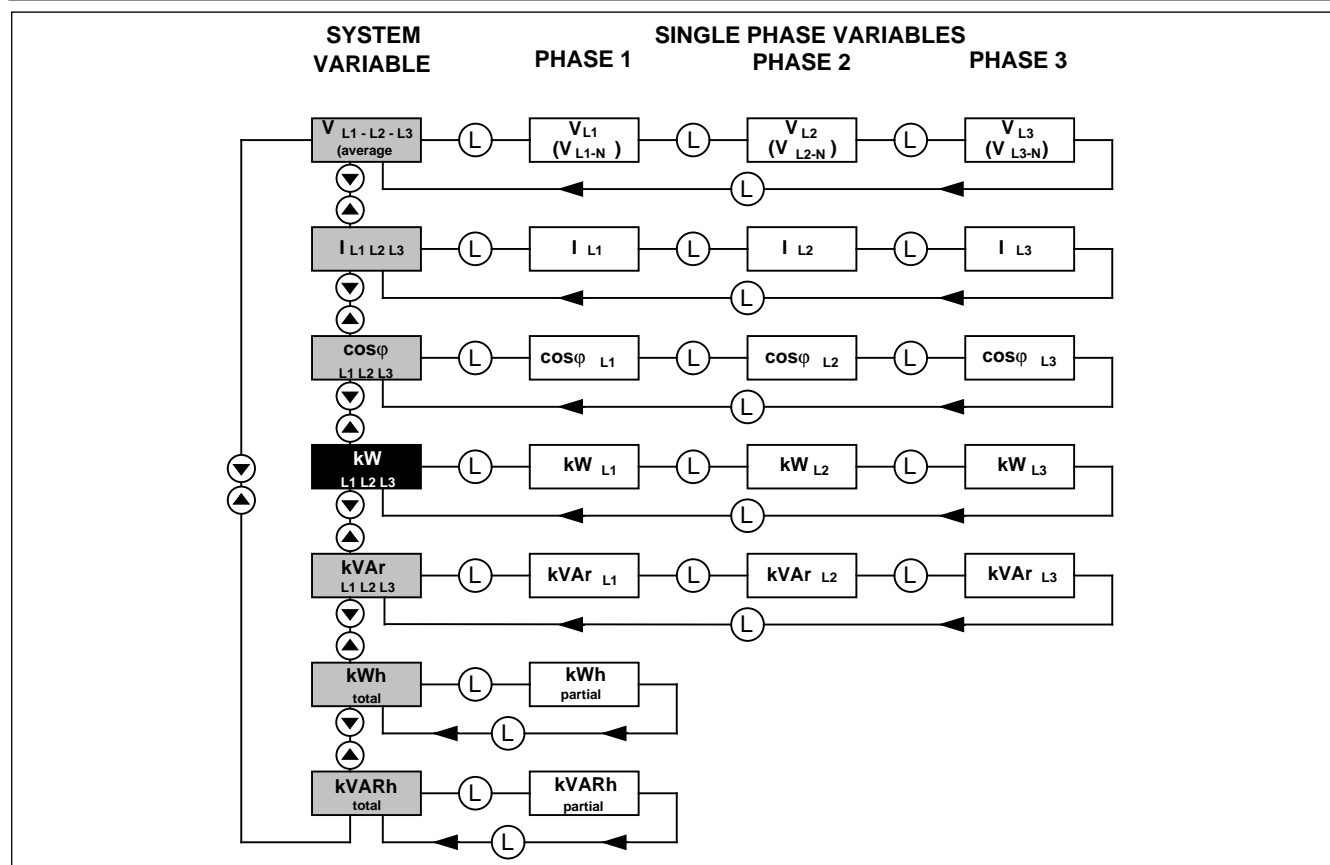 SYSTEM SINGLE PHASE VARIABLES
VARIABLE PHASE 1 PHASE 2 PHASE 3
V L1 - L2 - L3 L VL1 L V L2 L V L3
(average (V L1-N ) (V L2-N ) (V L3-N)
L
I L1 L2 L3 L I L1 L I L2 L I L3
L
cosφ L cosφ L1 L cosφ L2 L cosφ L3
L1 L2 L3
L
kW L kW L1 L kW L2 L kW L3
L1 L2 L3
L
kVAr L kVAr L1 L kVAr L2 L kVAr L3
L1 L2 L3
L
kWh L kWh
total partial
L
kVARh L kVARh
total partial
L